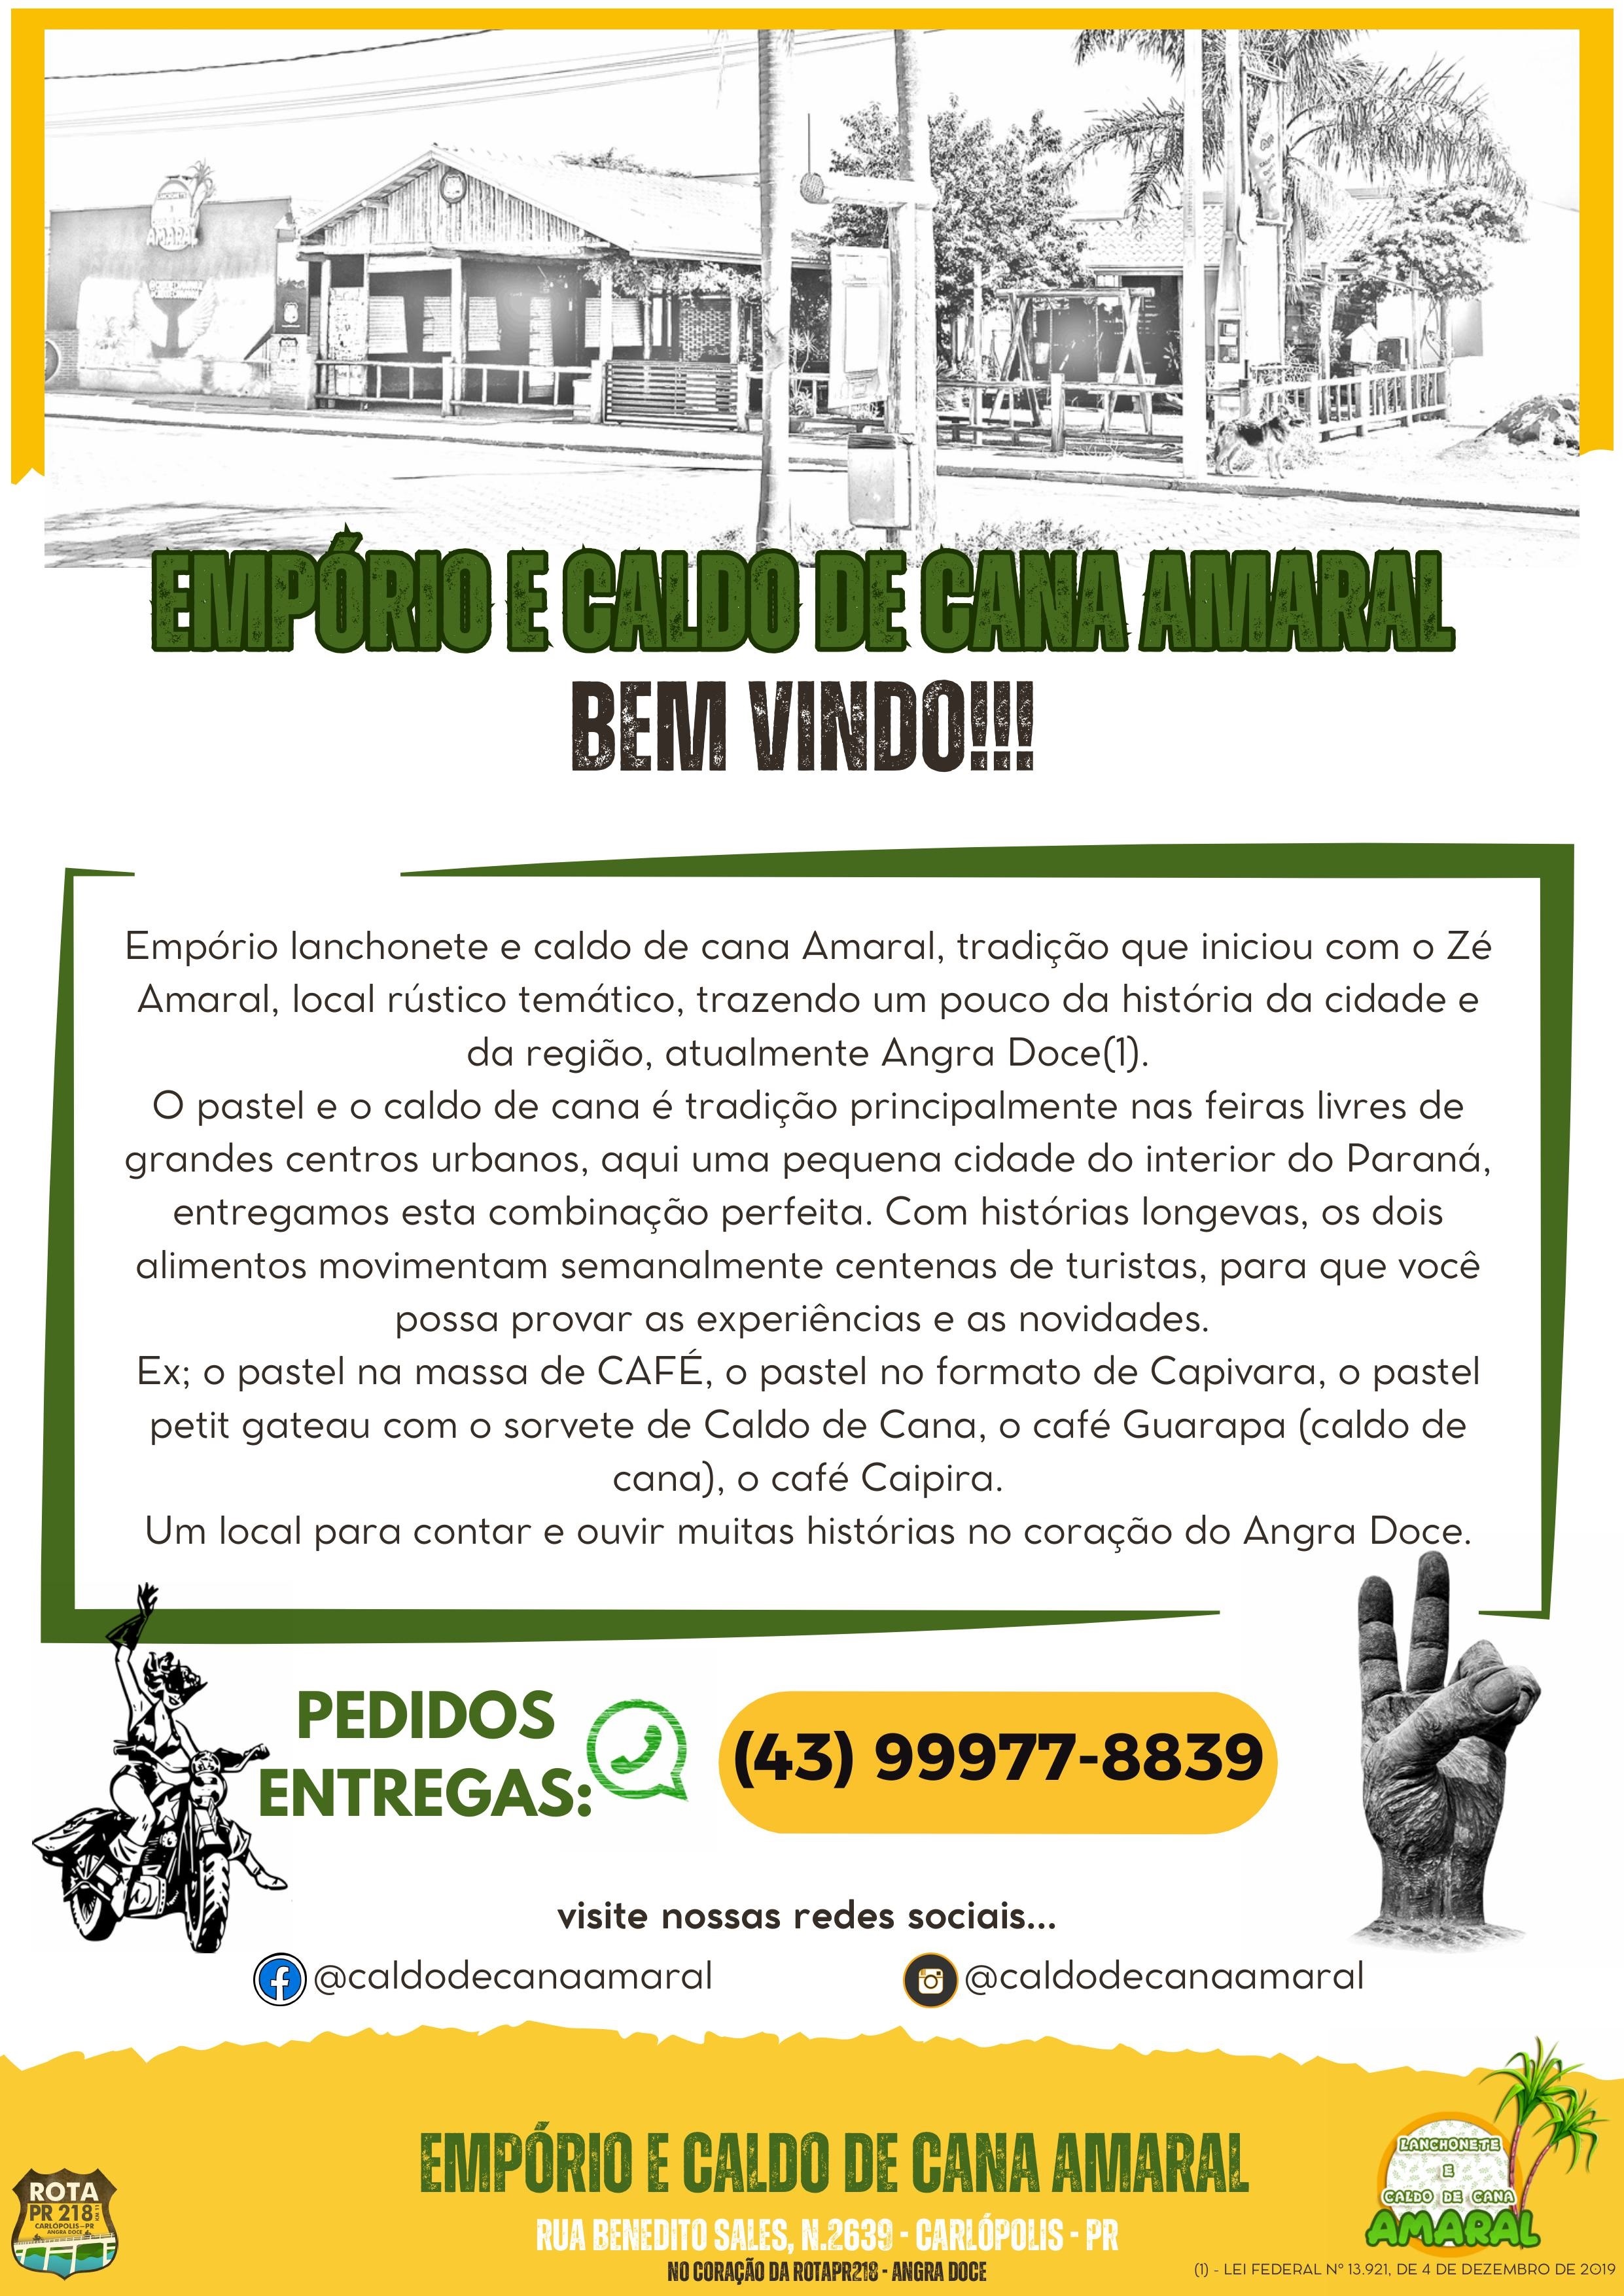 AMARAL
EMPÓRIO E CALDO DE CANA AMARAL
BEM VINDO!!!
Empório lanchonete e caldo de cana Amaral, tradição que iniciou com o Zé
Amaral, local rústico temático, trazendo um pouco da história da cidade e
da região, atualmente Angra Doce(1).
O pastel e o caldo de cana é tradição principalmente nas feiras livres de
grandes centros urbanos, aqui uma pequena cidade do interior do Paraná,
entregamos esta combinação perfeita. Com histórias longevas, os dois
alimentos movimentam semanalmente centenas de turistas, para que você
possa provar as experiências e as novidades.
Ex; o pastel na massa de CAFÉ, o pastel no formato de Capivara, o pastel
petit gateau com o sorvete de Caldo de Cana, o café Guarapa (caldo de
cana), o café Caipira.
Um local para contar e ouvir muitas histórias no coração do Angra Doce.
PEDIDOS
ENTREGAS:
(43) 99977-8839
visite nossas redes sociais...
@caldodecanaamaral
@caldodecanaamaral
EMPÓRIO E CALDO DE CANA AMARAL
RUA BENEDITO SALES, N.2639 - CARLÓPOLIS - PR
NO CORAÇÃO DA ROTAPR218 - ANGRA DOCE
ROTA
PR 218
CARLÓPOLIS-PR
ANGRA DOCE
LANCHONETE
E
CALDO DE CANA
AMARAL
(1) - LEI FEDERAL Nº 13.921, DE 4 DE DEZEMBRO DE 2019